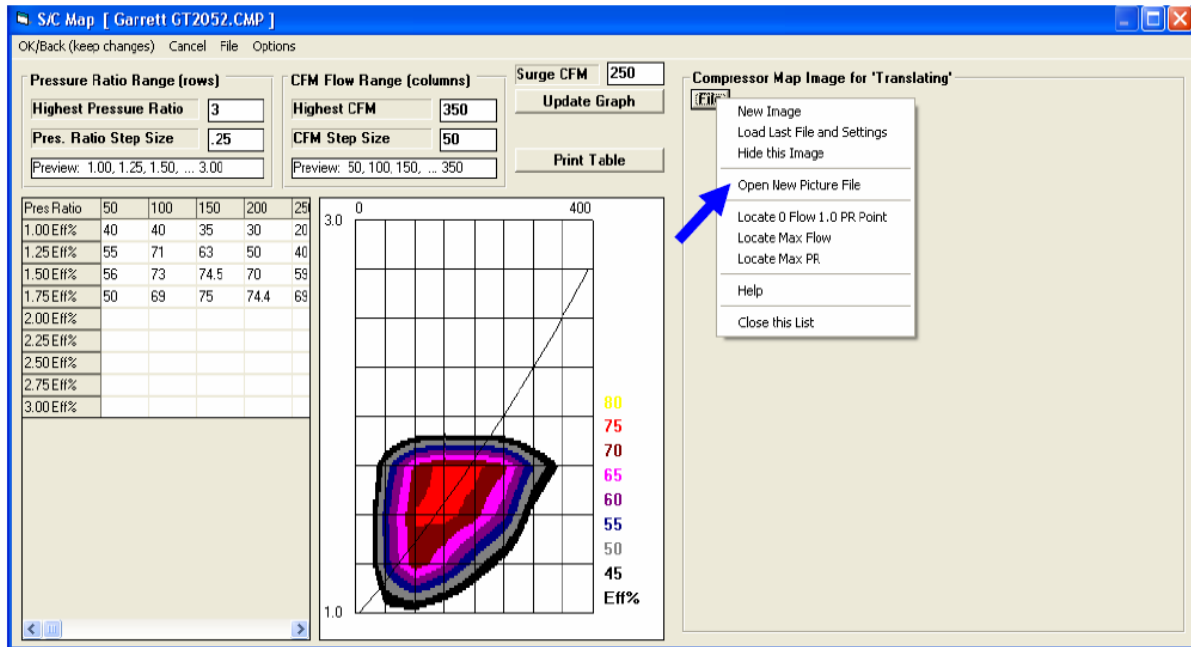 S/C Map [ Garrett GT2052.CMP ]
OK/Back (keep changes) Cancel File Options
Pressure Ratio Range (rows)
Highest Pressure Ratio 3
Pres. Ratio Step Size .25
Preview: 1.00, 1.25, 1.50, ... 3.00
CFM Flow Range (columns)
Highest CFM 350
CFM Step Size 50
Preview: 50, 100, 150, ... 350
Surge CFM 250
Update Graph
Print Table
Pres Ratio 50 100 150 200 250
1.00 Eff% 40 40 35 30 20
1.25 Eff% 55 71 63 50 40
1.50 Eff% 56 73 74.5 70 59
1.75 Eff% 50 69 75 74.4 69
2.00 Eff%
2.25 Eff%
2.50 Eff%
2.75 Eff%
3.00 Eff%
0 400
3.0
80
75
70
65
60
55
50
45
Eff%
1.0
Compressor Map Image for 'Translating'
File
New Image
Load Last File and Settings
Hide this Image
Open New Picture File
Locate 0 Flow 1.0 PR Point
Locate Max Flow
Locate Max PR
Help
Close this List